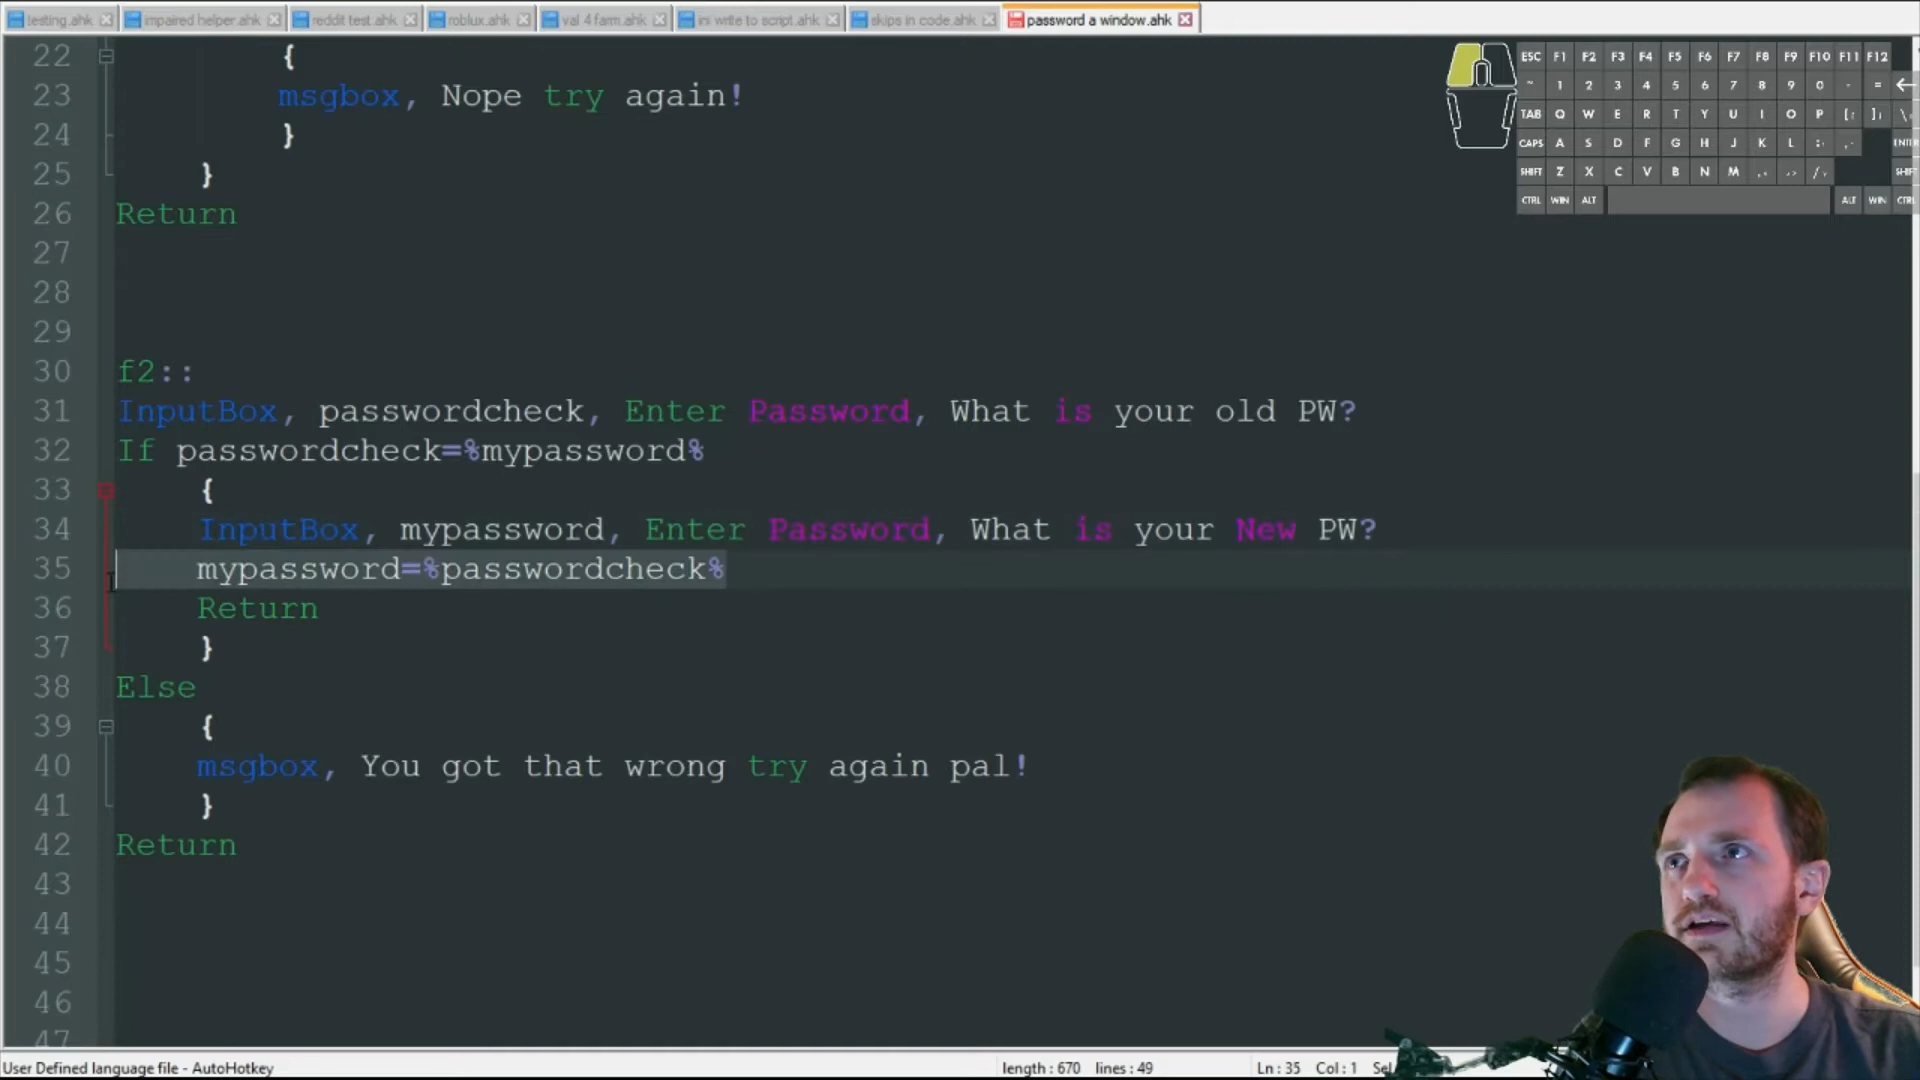 testing.ahk impaired helper.ahk reddit test.ahk roblux.ahk val 4 farm.ahk ini write to script.ahk skips in code.ahk password a window.ahk
ESC F1 F2 F3 F4 F5 F6 F7 F8 F9 F10 F11 F12
~ 1 2 3 4 5 6 7 8 9 0 - = ←
TAB Q W E R T Y U I O P [ ] \
CAPS A S D F G H J K L ENTER
SHIFT Z X C V B N M SHIFT
CTRL WIN ALT ALT WIN CTRL
22 {
23 msgbox, Nope try again!
24 }
25 }
26 Return
27
28
29
30 f2::
31 InputBox, passwordcheck, Enter Password, What is your old PW?
32 If passwordcheck=%mypassword%
33 {
34 InputBox, mypassword, Enter Password, What is your New PW?
35 mypassword=%passwordcheck%
36 Return
37 }
38 Else
39 {
40 msgbox, You got that wrong try again pal!
41 }
42 Return
43
44
45
46
47
User Defined language file - AutoHotkey length : 670 lines : 49 Ln : 35 Col : 1 Sel